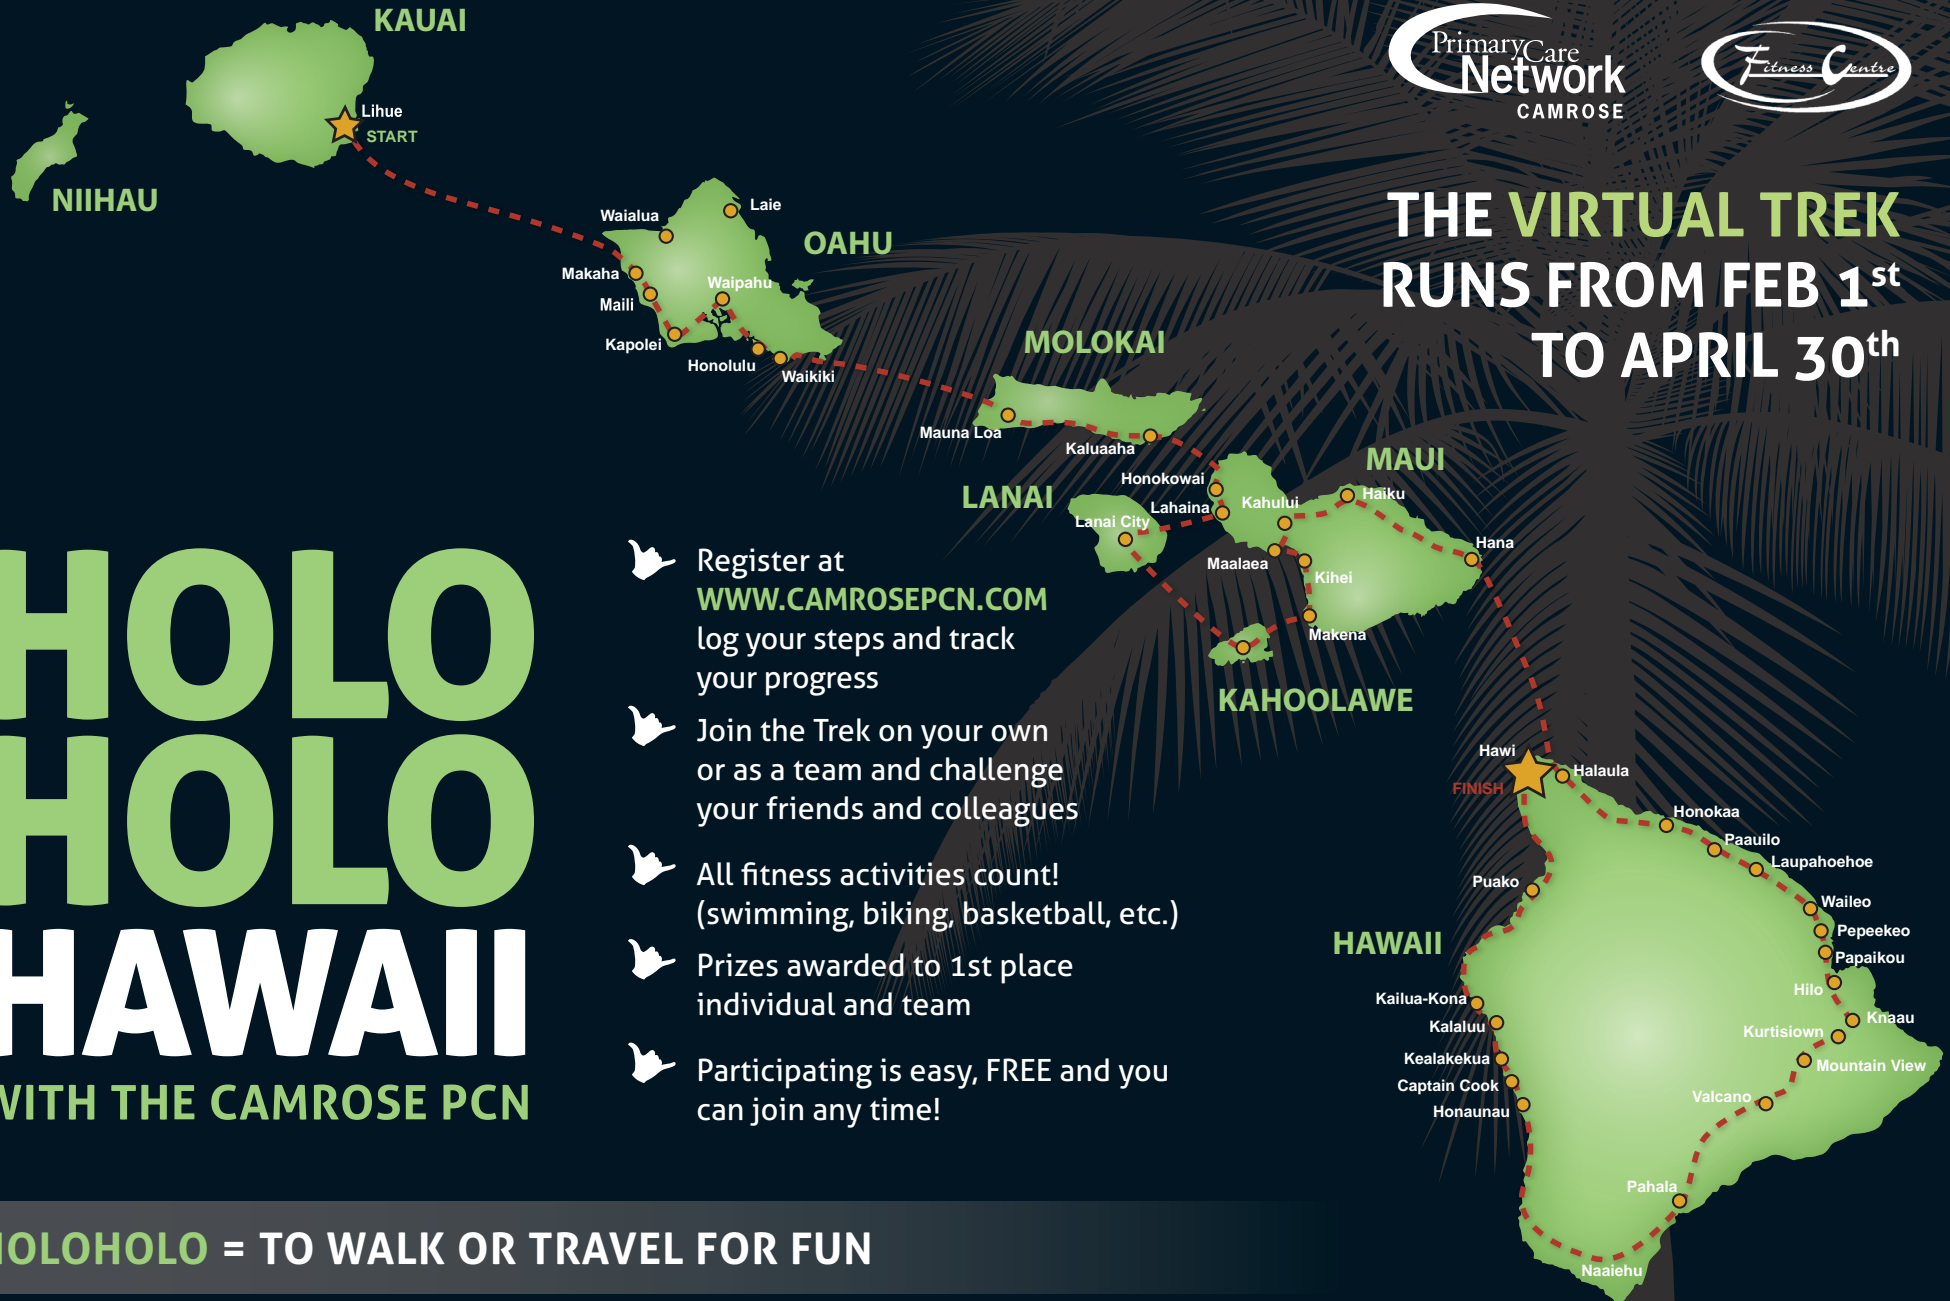 KAUAI
Lihue
START
NIIHAU
Primary Care
Network
CAMROSE
Fitness Centre
THE VIRTUAL TREK
RUNS FROM FEB 1st
TO APRIL 30th
Laie
Waialua
OAHU
Makaha
Waipahu
Maili
Kapolei
Honolulu
Waikiki
MOLOKAI
Mauna Loa
Kaluaaha
MAUI
Honokowai
Lahaina
Kahului
Haiku
LANAI
Lanai City
Hana
Maalaea
Kihei
Makena
KAHOOLAWE
HOLO
HOLO
HAWAII
WITH THE CAMROSE PCN
Register at
WWW.CAMROSEPCN.COM
log your steps and track
your progress
Join the Trek on your own
or as a team and challenge
your friends and colleagues
All fitness activities count!
(swimming, biking, basketball, etc.)
Prizes awarded to 1st place
individual and team
Participating is easy, FREE and you
can join any time!
Hawi
FINISH
Halaula
Honokaa
Paauilo
Laupahoehoe
Puako
Waileo
Pepeekeo
HAWAII
Papaikou
Hilo
Kailua-Kona
Knaau
Kalaluu
Kurtisiown
Kealakekua
Mountain View
Captain Cook
Valcano
Honaunau
Pahala
Naaiehu
HOLOHOLO = TO WALK OR TRAVEL FOR FUN